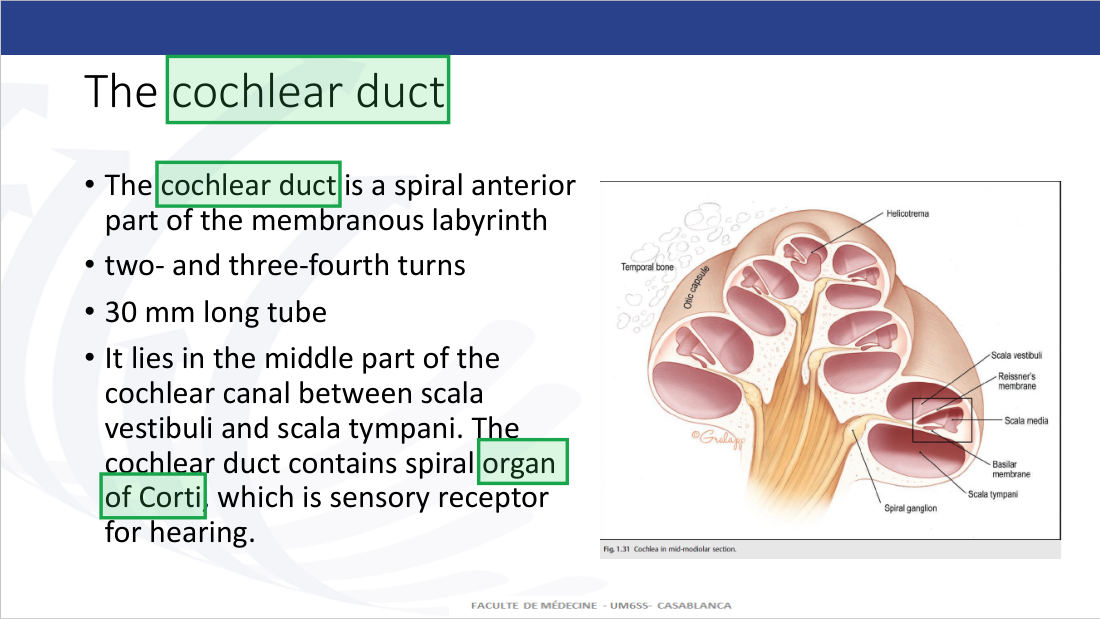 The cochlear duct
• The cochlear duct is a spiral anterior
part of the membranous labyrinth
• two- and three-fourth turns
• 30 mm long tube
• It lies in the middle part of the
cochlear canal between scala
vestibuli and scala tympani. The
cochlear duct contains spiral organ
of Corti, which is sensory receptor
for hearing.
Helicotrema
Temporal bone
Otic capsule
Scala vestibuli
Reissner's
membrane
Scala media
Basilar
membrane
Scala tympani
Spiral ganglion
Fig. 1.31 Cochlea in mid-modiolar section.
FACULTE DE MÉDECINE - UM6SS- CASABLANCA